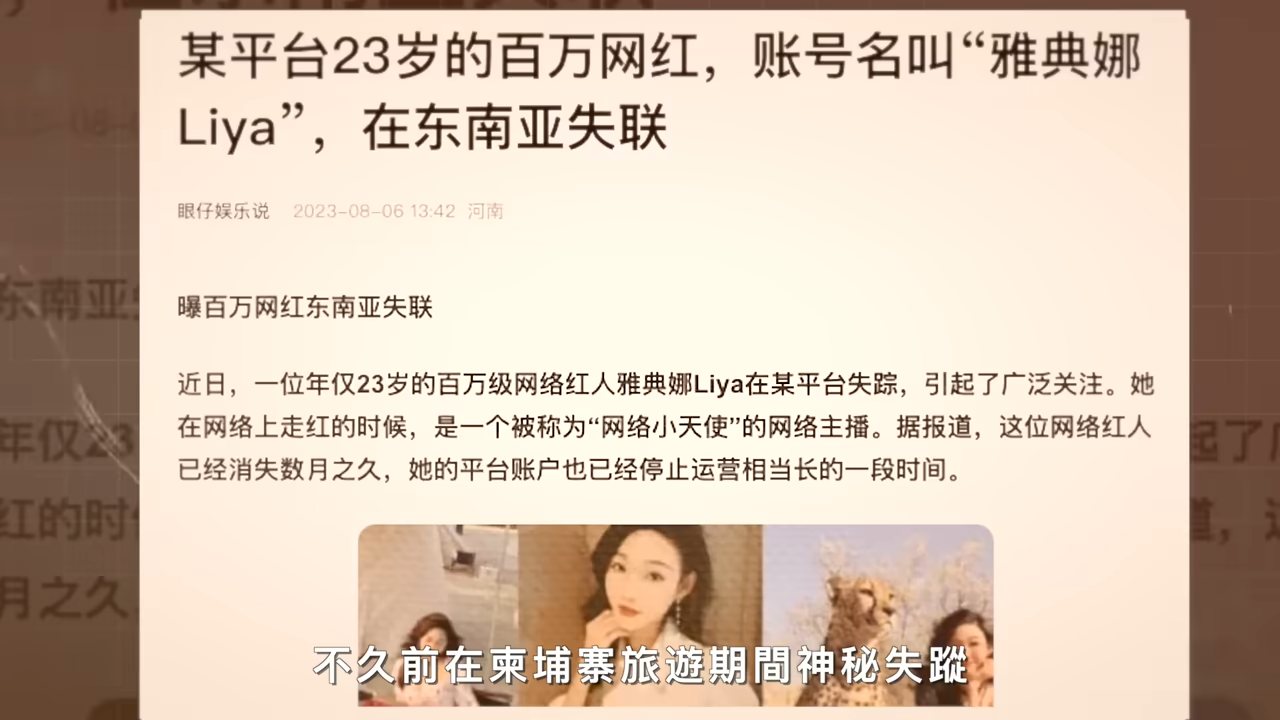 某平台23岁的百万网红，账号名叫“雅典娜
Liya”，在东南亚失联
眼仔娱乐说 2023-08-06 13:42 河南
曝百万网红东南亚失联
近日，一位年仅23岁的百万级网络红人雅典娜Liya在某平台失踪，引起了广泛关注。她
在网络上走红的时候，是一个被称为“网络小天使”的网络主播。据报道，这位网络红人
已经消失数月之久，她的平台账户也已经停止运营相当长的一段时间。
不久前在柬埔寨旅遊期間神秘失蹤